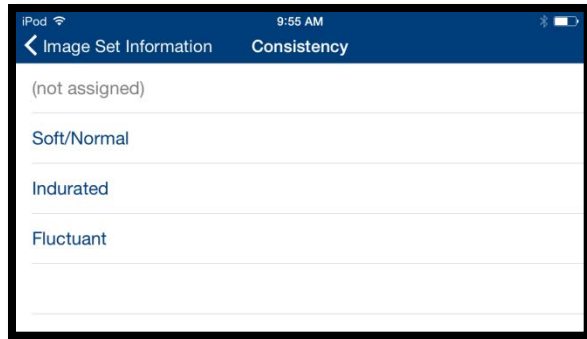 iPod 9:55 AM
Image Set Information Consistency
(not assigned)
Soft/Normal
Indurated
Fluctuant